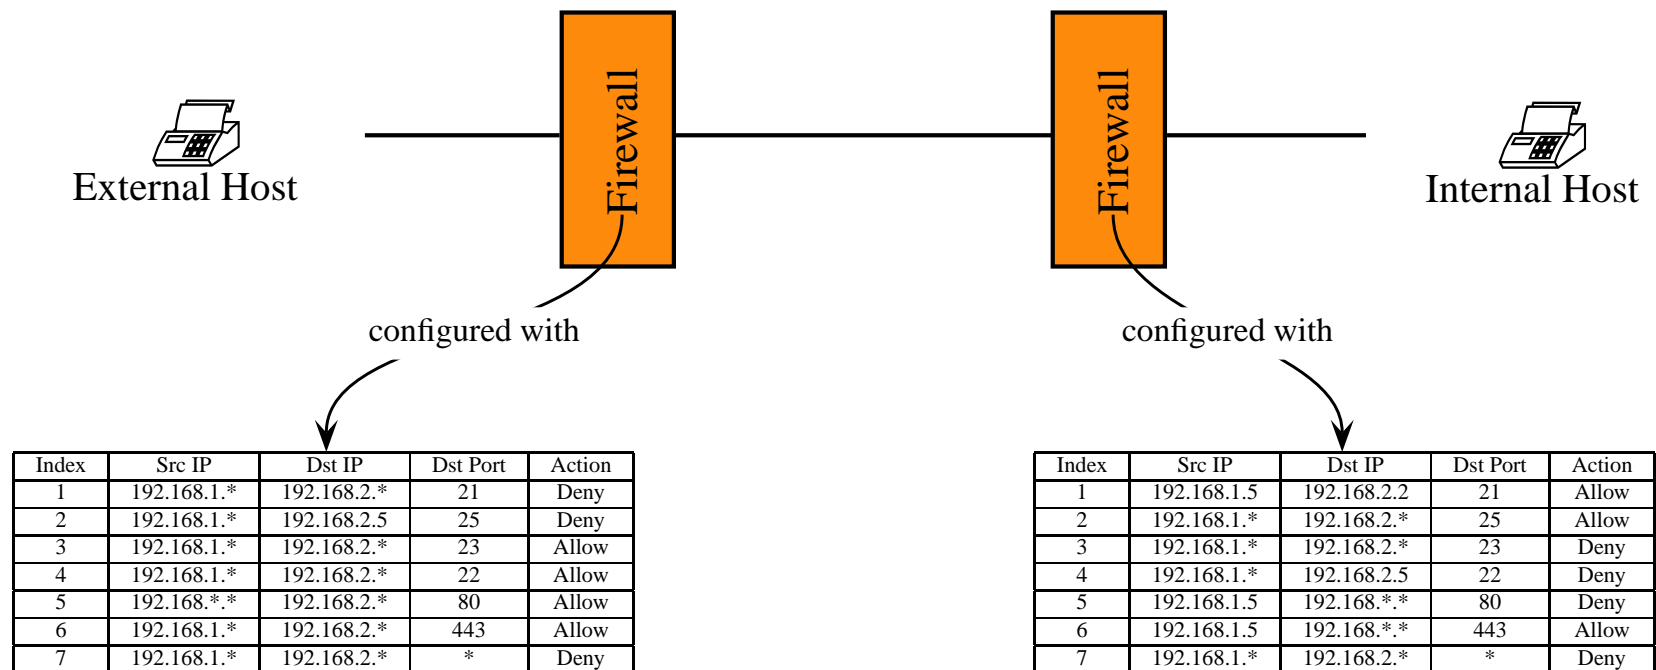 Firewall
Firewall
External Host
Internal Host
configured with
configured with
Index Src IP Dst IP Dst Port Action
1 192.168.1.* 192.168.2.* 21 Deny
2 192.168.1.* 192.168.2.5 25 Deny
3 192.168.1.* 192.168.2.* 23 Allow
4 192.168.1.* 192.168.2.* 22 Allow
5 192.168.*.* 192.168.2.* 80 Allow
6 192.168.1.* 192.168.2.* 443 Allow
7 192.168.1.* 192.168.2.* * Deny
Index Src IP Dst IP Dst Port Action
1 192.168.1.5 192.168.2.2 21 Allow
2 192.168.1.* 192.168.2.* 25 Allow
3 192.168.1.* 192.168.2.* 23 Deny
4 192.168.1.* 192.168.2.5 22 Deny
5 192.168.1.5 192.168.*.* 80 Deny
6 192.168.1.5 192.168.*.* 443 Allow
7 192.168.1.* 192.168.2.* * Deny